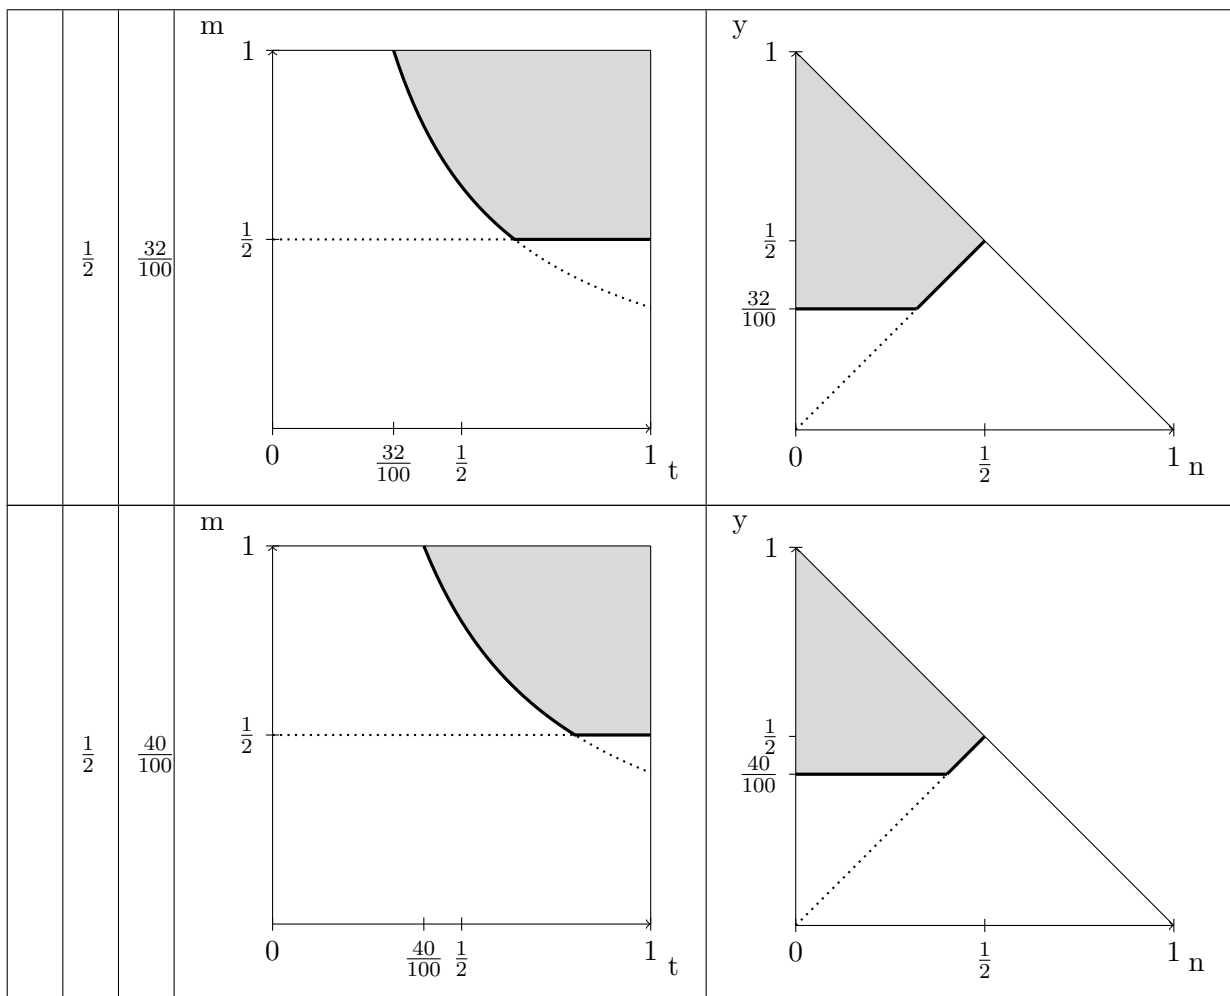 m y
1 1
1/2 32/100 1/2 1/2
32/100
0 32/100 1/2 1 t 0 1/2 1 n
m y
1 1
1/2 40/100 1/2 1/2
40/100
0 40/100 1/2 1 t 0 1/2 1 n